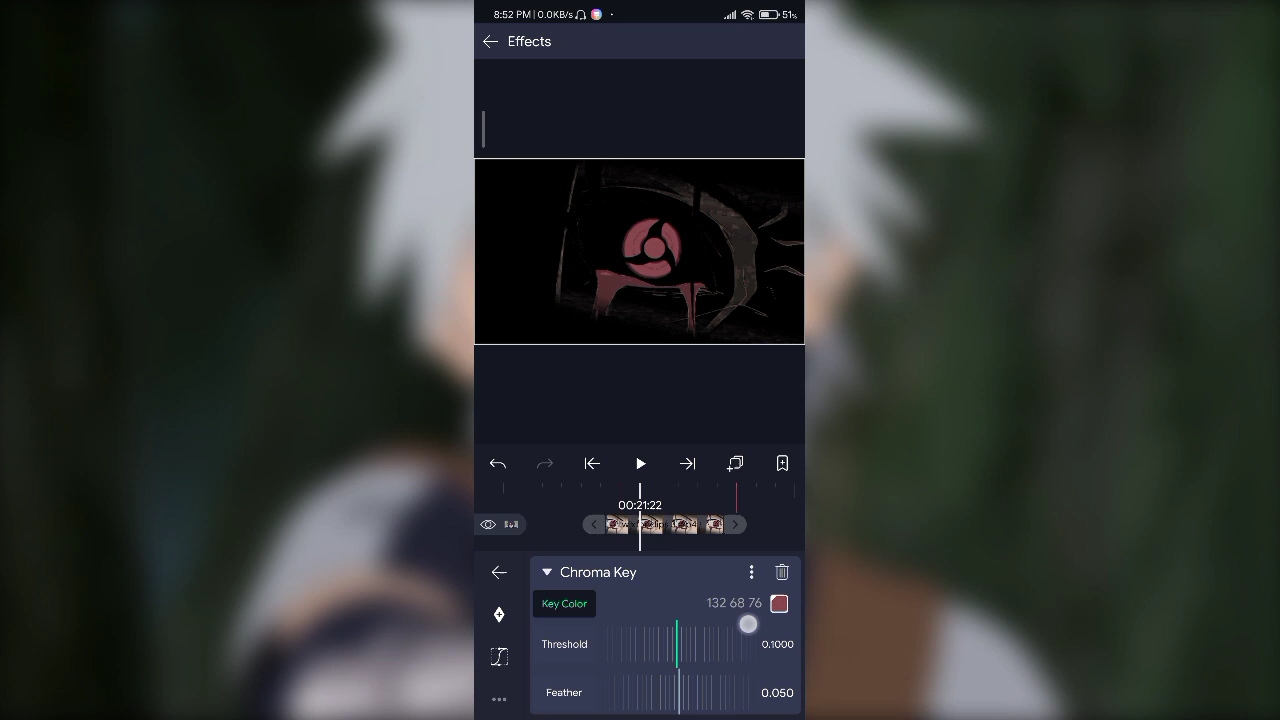 8:52 PM | 0.0KB/s
51%
Effects
00:21:22
Chroma Key
Key Color
132 68 76
Threshold
0.1000
Feather
0.050